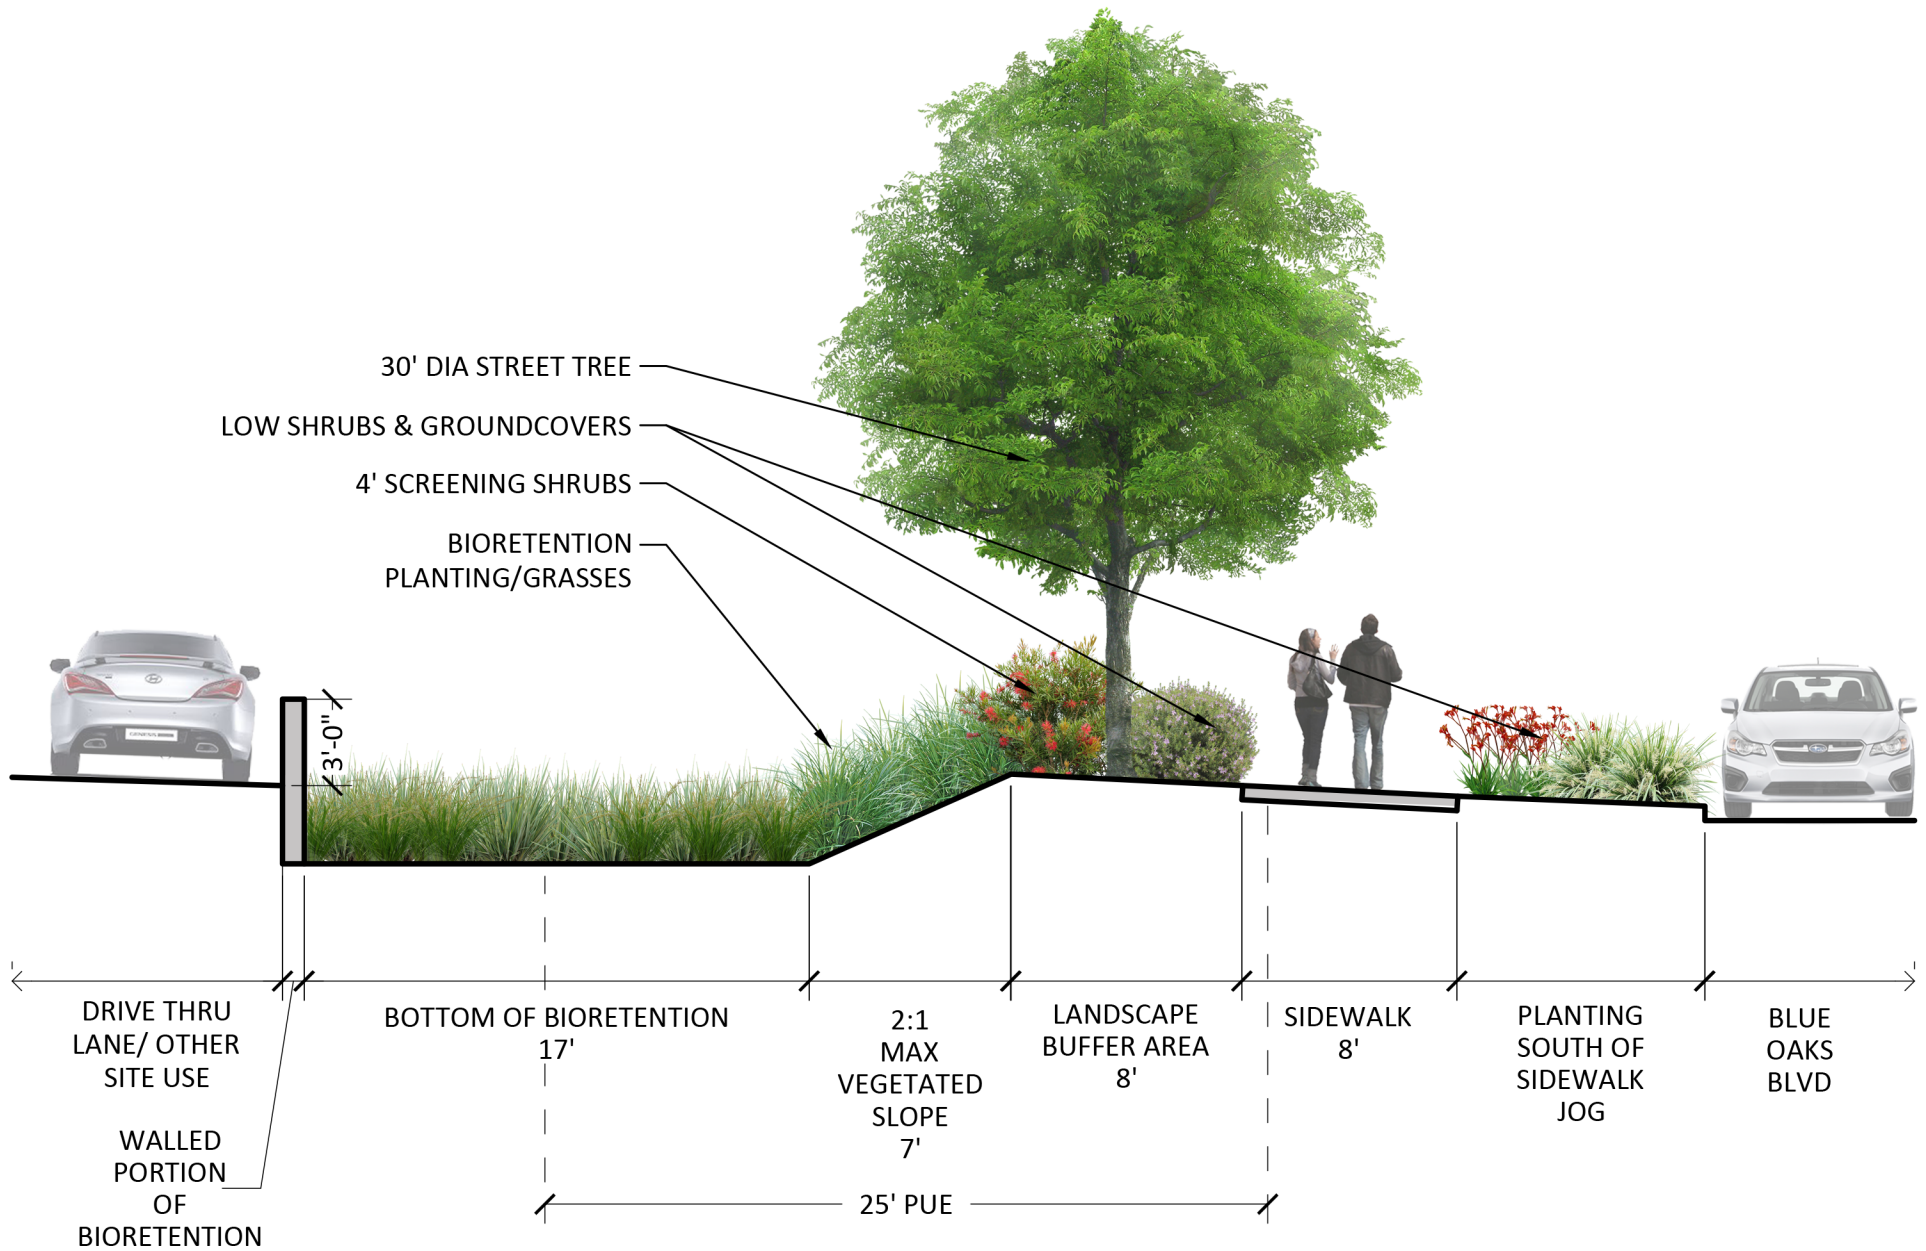 30' DIA STREET TREE
LOW SHRUBS & GROUNDCOVERS
4' SCREENING SHRUBS
BIORETENTION
PLANTING/GRASSES
3'-0"
DRIVE THRU
LANE/ OTHER
SITE USE
WALLED
PORTION
OF
BIORETENTION
BOTTOM OF BIORETENTION
17'
2:1
MAX
VEGETATED
SLOPE
7'
LANDSCAPE
BUFFER AREA
8'
SIDEWALK
8'
PLANTING
SOUTH OF
SIDEWALK
JOG
BLUE
OAKS
BLVD
25' PUE